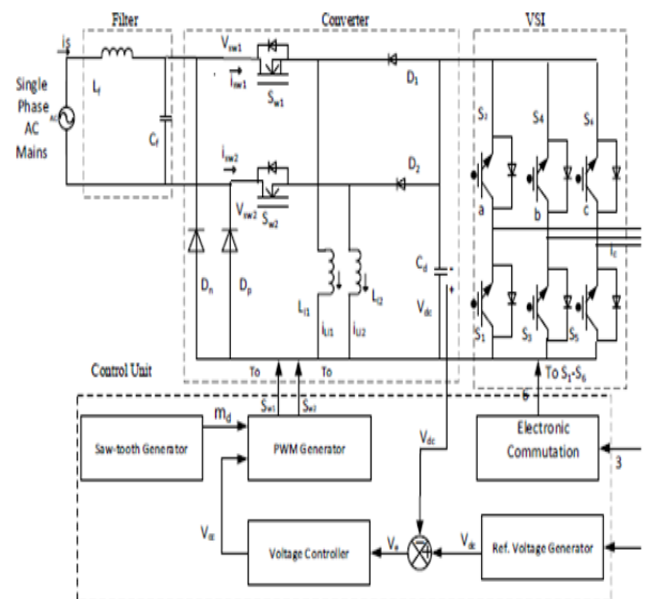 Filter
Converter
VSI
is
Lf
Cf
Single
Phase
AC
Mains
AC
Vsw1
isw1
Sw1
D1
isw2
Vsw2
Sw2
D2
Dn
Dp
Li1
iLi1
Li2
iLi2
Cd
Vdc
S4
a
b
c
ic
S1
S3
S5
Control Unit
To
To
Sw1
Sw2
To S1-S6
6
Saw-tooth Generator
md
PWM Generator
Vdc
Electronic
Commutation
3
Vcc
Voltage Controller
Ve
Vdc
Ref. Voltage Generator